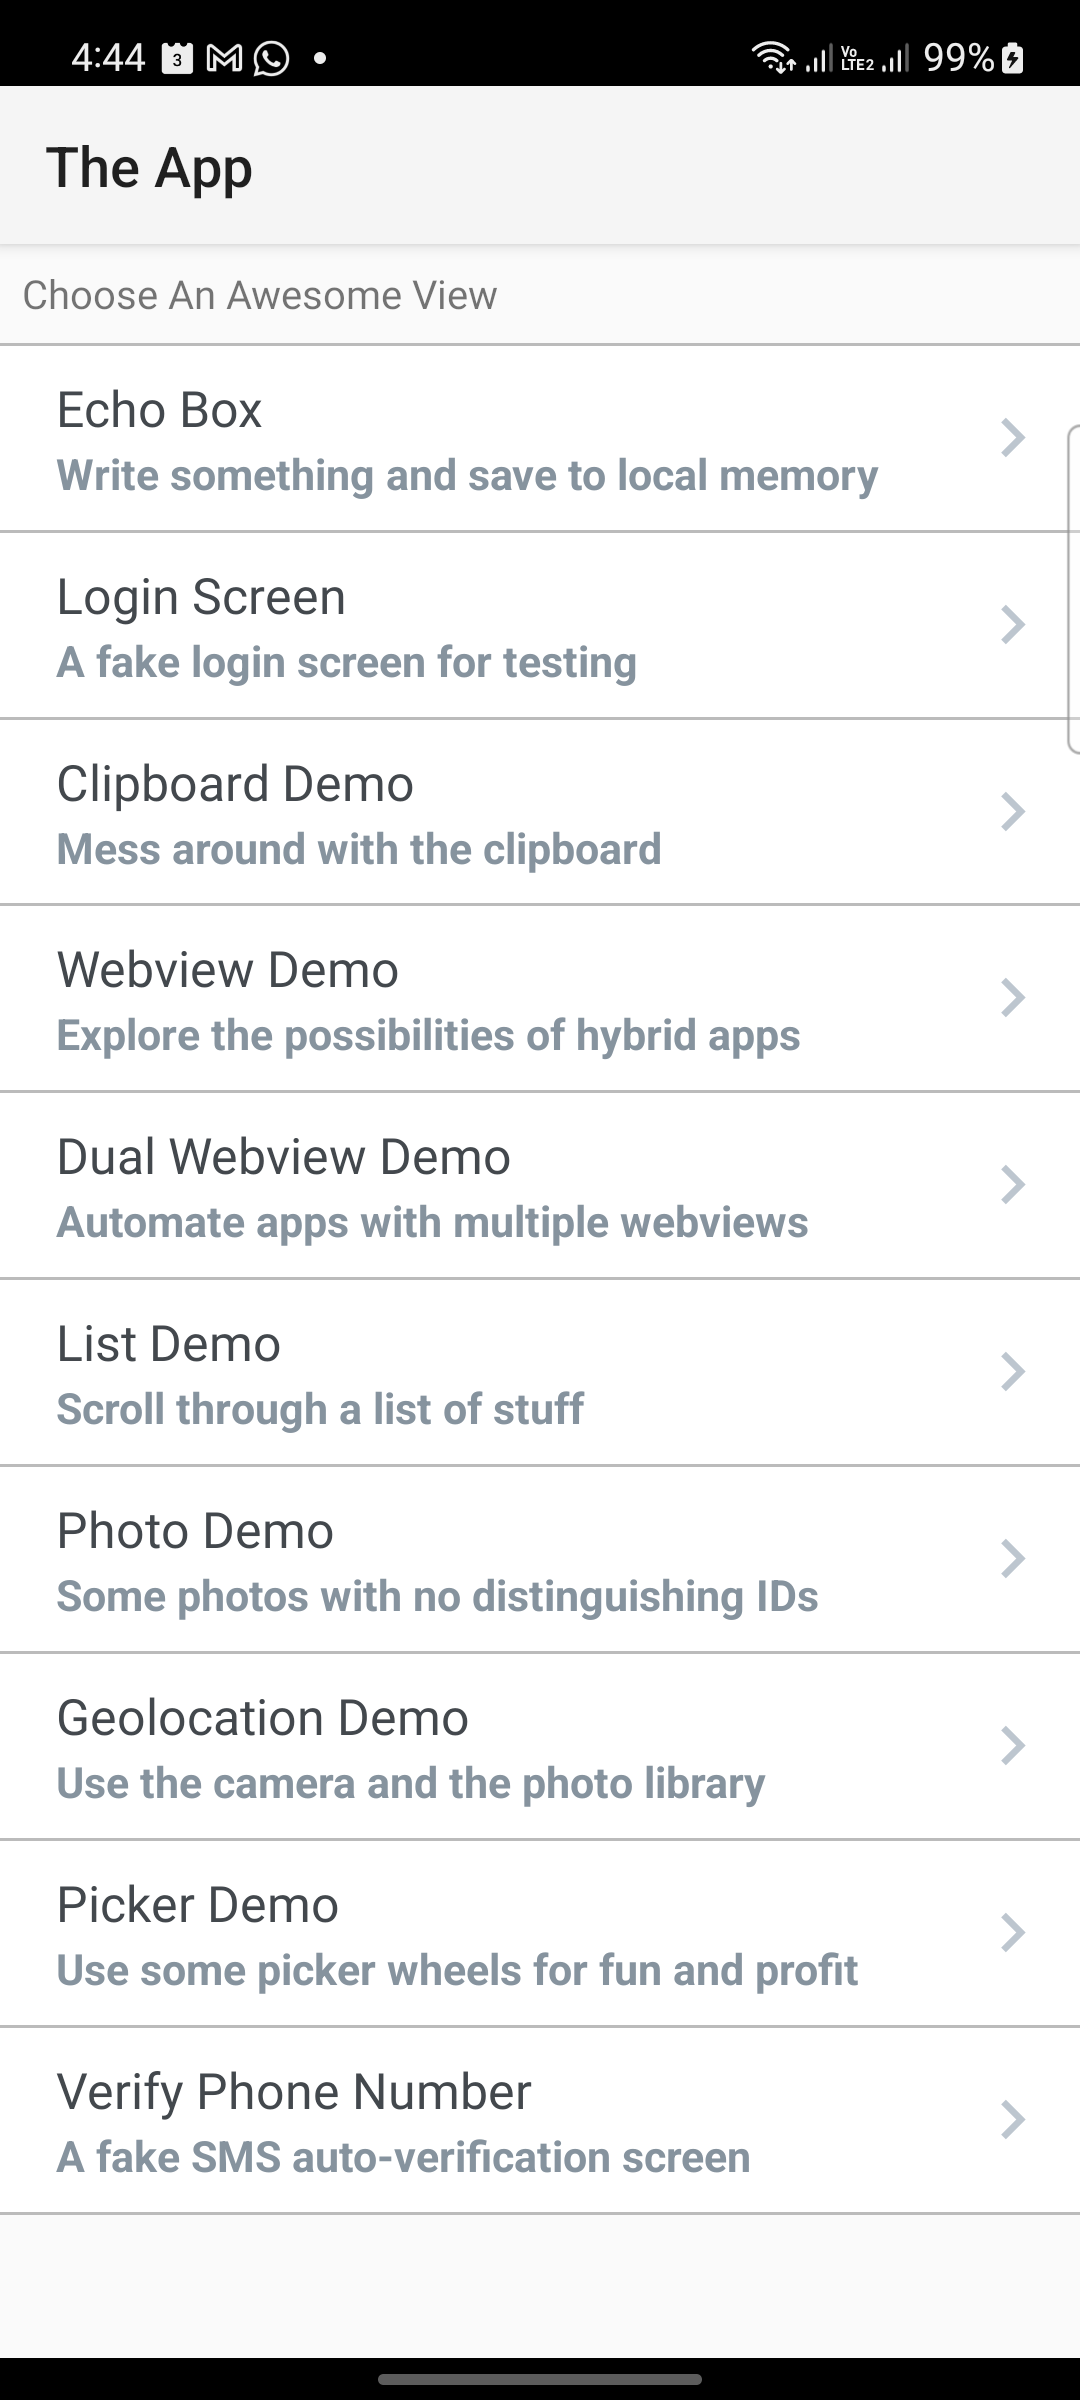 4:44 3 Vo LTE2 99%
The App
Choose An Awesome View
Echo Box
Write something and save to local memory
Login Screen
A fake login screen for testing
Clipboard Demo
Mess around with the clipboard
Webview Demo
Explore the possibilities of hybrid apps
Dual Webview Demo
Automate apps with multiple webviews
List Demo
Scroll through a list of stuff
Photo Demo
Some photos with no distinguishing IDs
Geolocation Demo
Use the camera and the photo library
Picker Demo
Use some picker wheels for fun and profit
Verify Phone Number
A fake SMS auto-verification screen